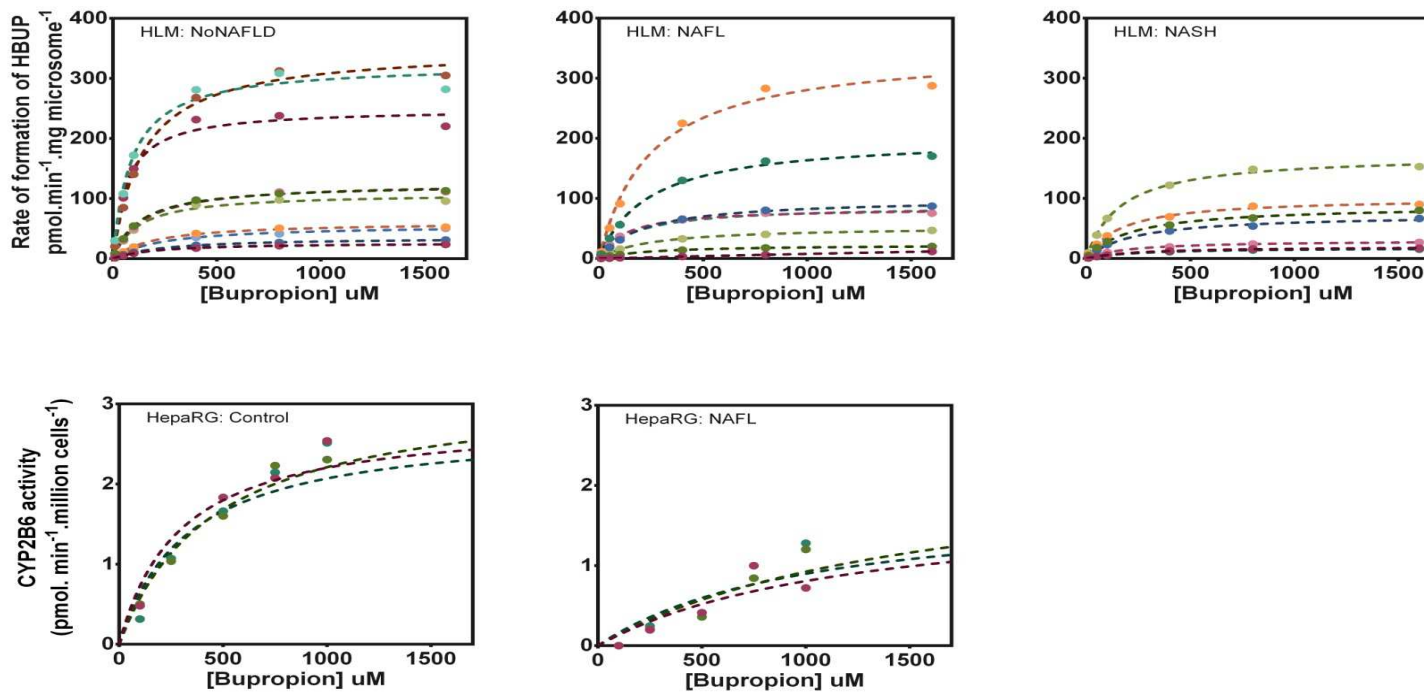 Rate of formation of HBUP
pmol.min⁻¹.mg microsome⁻¹
400
300
200
100
0
HLM: NoNAFLD
0 500 1000 1500
[Bupropion] uM
400
300
200
100
0
HLM: NAFL
0 500 1000 1500
[Bupropion] uM
400
300
200
100
0
HLM: NASH
0 500 1000 1500
[Bupropion] uM
CYP2B6 activity
(pmol. min⁻¹.million cells⁻¹)
3
2
1
0
HepaRG: Control
0 500 1000 1500
[Bupropion] uM
3
2
1
0
HepaRG: NAFL
0 500 1000 1500
[Bupropion] uM